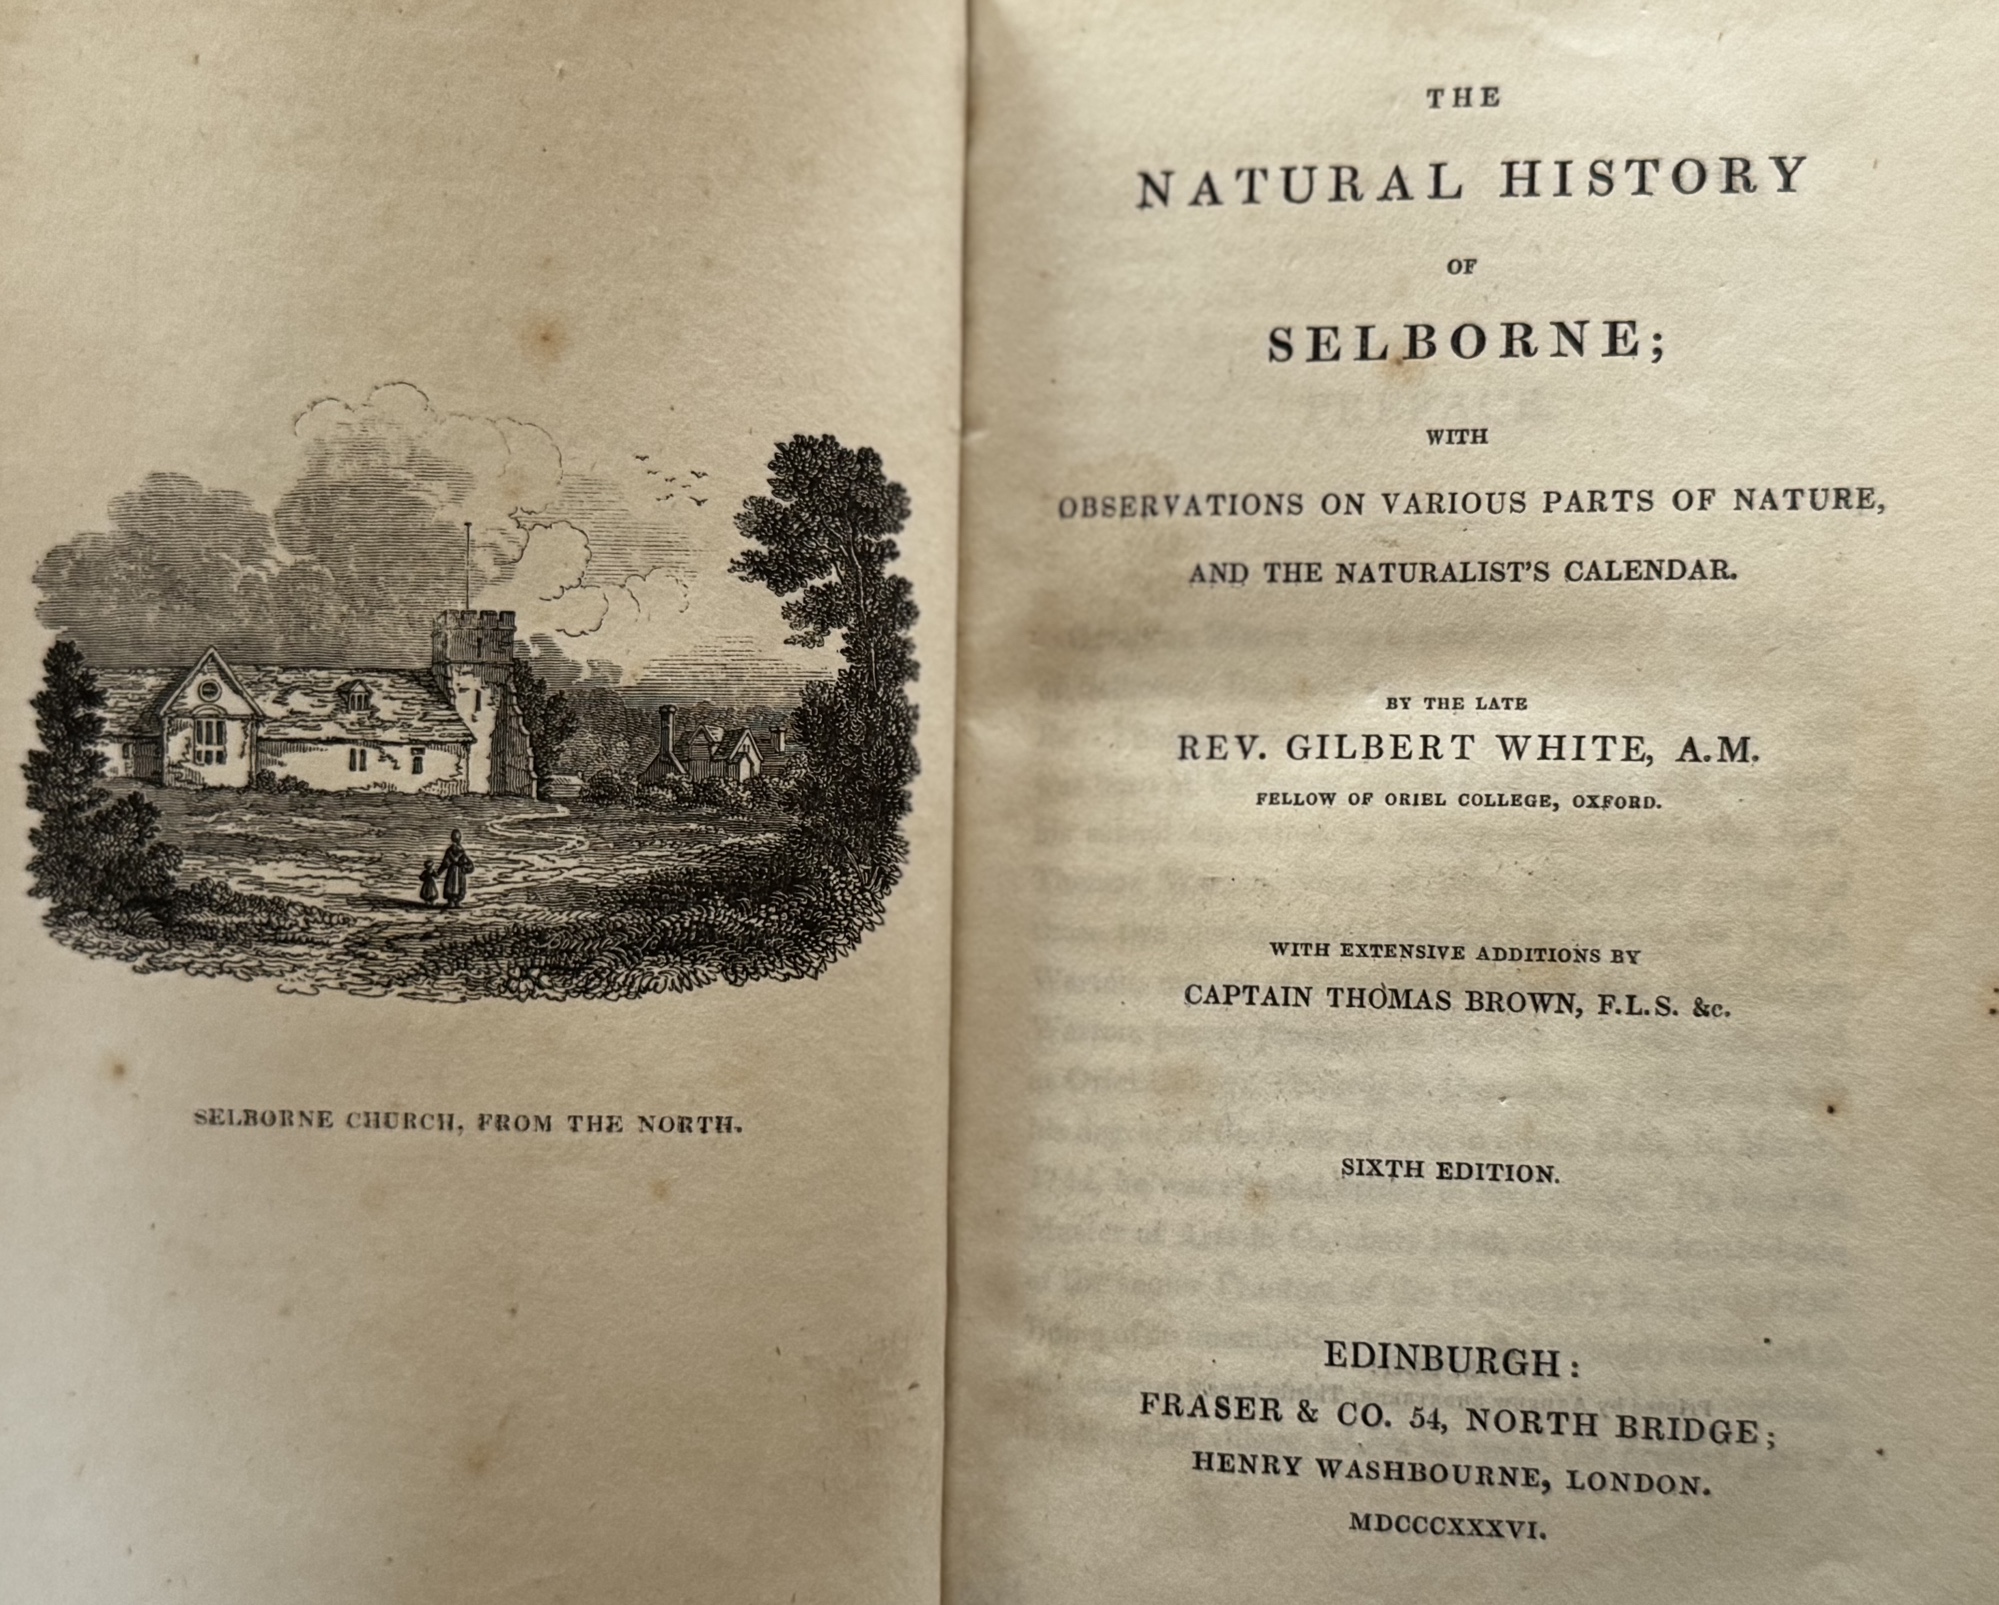 SELBORNE CHURCH, FROM THE NORTH.
THE
NATURAL HISTORY
OF
SELBORNE;
WITH
OBSERVATIONS ON VARIOUS PARTS OF NATURE,
AND THE NATURALIST'S CALENDAR.
BY THE LATE
REV. GILBERT WHITE, A.M.
FELLOW OF ORIEL COLLEGE, OXFORD.
WITH EXTENSIVE ADDITIONS BY
CAPTAIN THOMAS BROWN, F.L.S. &c.
SIXTH EDITION.
EDINBURGH:
FRASER & CO. 54, NORTH BRIDGE;
HENRY WASHBOURNE, LONDON.
MDCCCXXXVI.